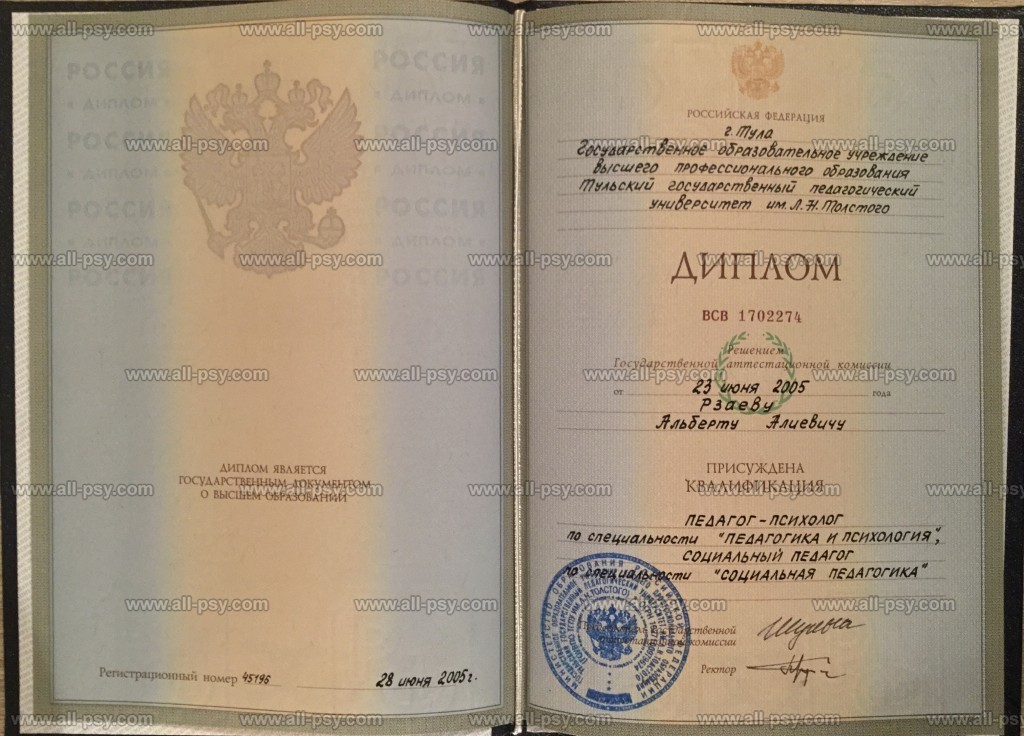 РОССИЯ
ДИПЛОМ
ДИПЛОМ ЯВЛЯЕТСЯ
ГОСУДАРСТВЕННЫМ ДОКУМЕНТОМ
О ВЫСШЕМ ОБРАЗОВАНИИ
Регистрационный номер 45196
28 июня 2005г.
РОССИЙСКАЯ ФЕДЕРАЦИЯ
г. Тула
Государственное образовательное учреждение
высшего профессионального образования
Тульский государственный педагогический
университет им. Л. Н. Толстого
ДИПЛОМ
ВСВ 1702274
Решением
Государственной аттестационной комиссии
от 23 июня 2005 года
Рзаеву
Альберту Алиевичу
ПРИСУЖДЕНА
КВАЛИФИКАЦИЯ
ПЕДАГОГ-ПСИХОЛОГ
по специальности "ПЕДАГОГИКА И ПСИХОЛОГИЯ",
СОЦИАЛЬНЫЙ ПЕДАГОГ
по специальности "СОЦИАЛЬНАЯ ПЕДАГОГИКА"
Государственной
комиссии
Ректор
www.all-psy.com